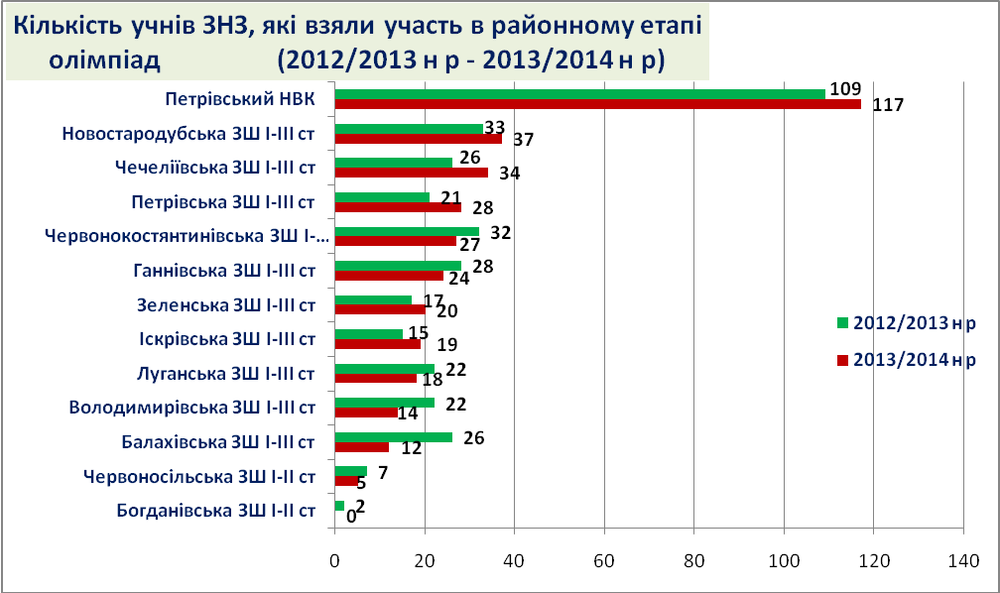 Кількість учнів ЗНЗ, які взяли участь в районному етапі
олімпіад (2012/2013 н р - 2013/2014 н р)
Петрівський НВК
109
117
Новостародубська ЗШ І-ІІІ ст
33
37
Чечеліївська ЗШ І-ІІІ ст
26
34
Петрівська ЗШ І-ІІІ ст
21
28
Червонокостянтинівська ЗШ І-...
32
27
Ганнівська ЗШ І-ІІІ ст
28
24
Зеленська ЗШ І-ІІІ ст
17
20
Іскрівська ЗШ І-ІІІ ст
15
19
Луганська ЗШ І-ІІІ ст
22
18
Володимирівська ЗШ І-ІІІ ст
22
14
Балахівська ЗШ І-ІІІ ст
26
12
Червоносільська ЗШ І-ІІ ст
7
5
Богданівська ЗШ І-ІІ ст
2
0
2012/2013 н р
2013/2014 н р
0 20 40 60 80 100 120 140